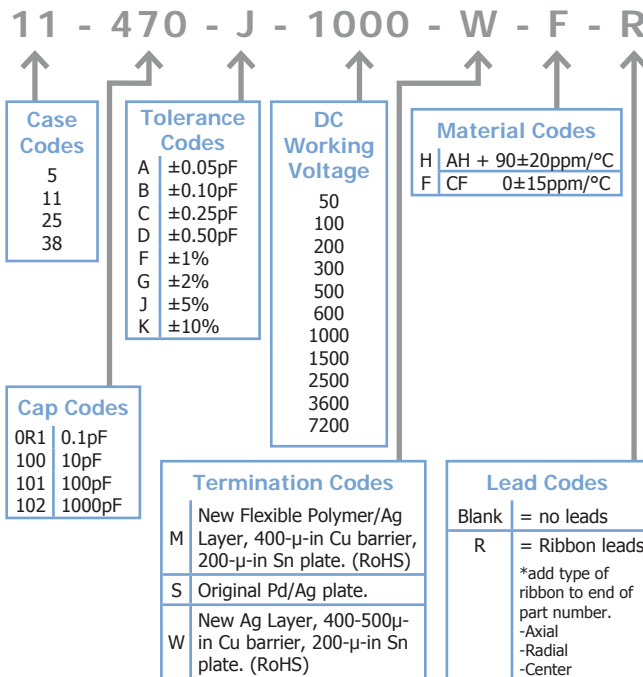 11 - 470 - J - 1000 - W - F - R
Case
Codes
5
11
25
38
Tolerance
Codes
A ±0.05pF
B ±0.10pF
C ±0.25pF
D ±0.50pF
F ±1%
G ±2%
J ±5%
K ±10%
DC
Working
Voltage
50
100
200
300
500
600
1000
1500
2500
3600
7200
Material Codes
H AH + 90±20ppm/°C
F CF 0±15ppm/°C
Cap Codes
0R1 0.1pF
100 10pF
101 100pF
102 1000pF
Termination Codes
M New Flexible Polymer/Ag
Layer, 400-µ-in Cu barrier,
200-µ-in Sn plate. (RoHS)
S Original Pd/Ag plate.
W New Ag Layer, 400-500µ-
in Cu barrier, 200-µ-in Sn
plate. (RoHS)
Lead Codes
Blank = no leads
R = Ribbon leads
*add type of
ribbon to end of
part number.
-Axial
-Radial
-Center